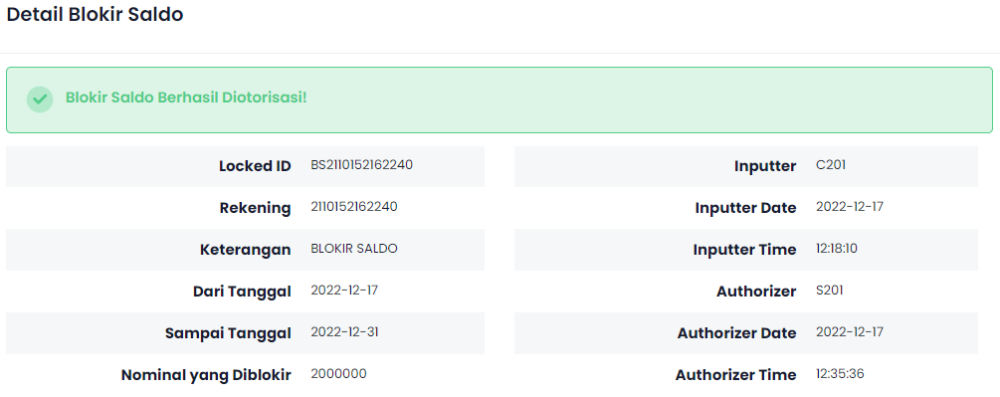 Detail Blokir Saldo
Blokir Saldo Berhasil Diotorisasi!
Locked ID BS2110152162240
Rekening 2110152162240
Keterangan BLOKIR SALDO
Dari Tanggal 2022-12-17
Sampai Tanggal 2022-12-31
Nominal yang Diblokir 2000000
Inputter C201
Inputter Date 2022-12-17
Inputter Time 12:18:10
Authorizer S201
Authorizer Date 2022-12-17
Authorizer Time 12:35:36